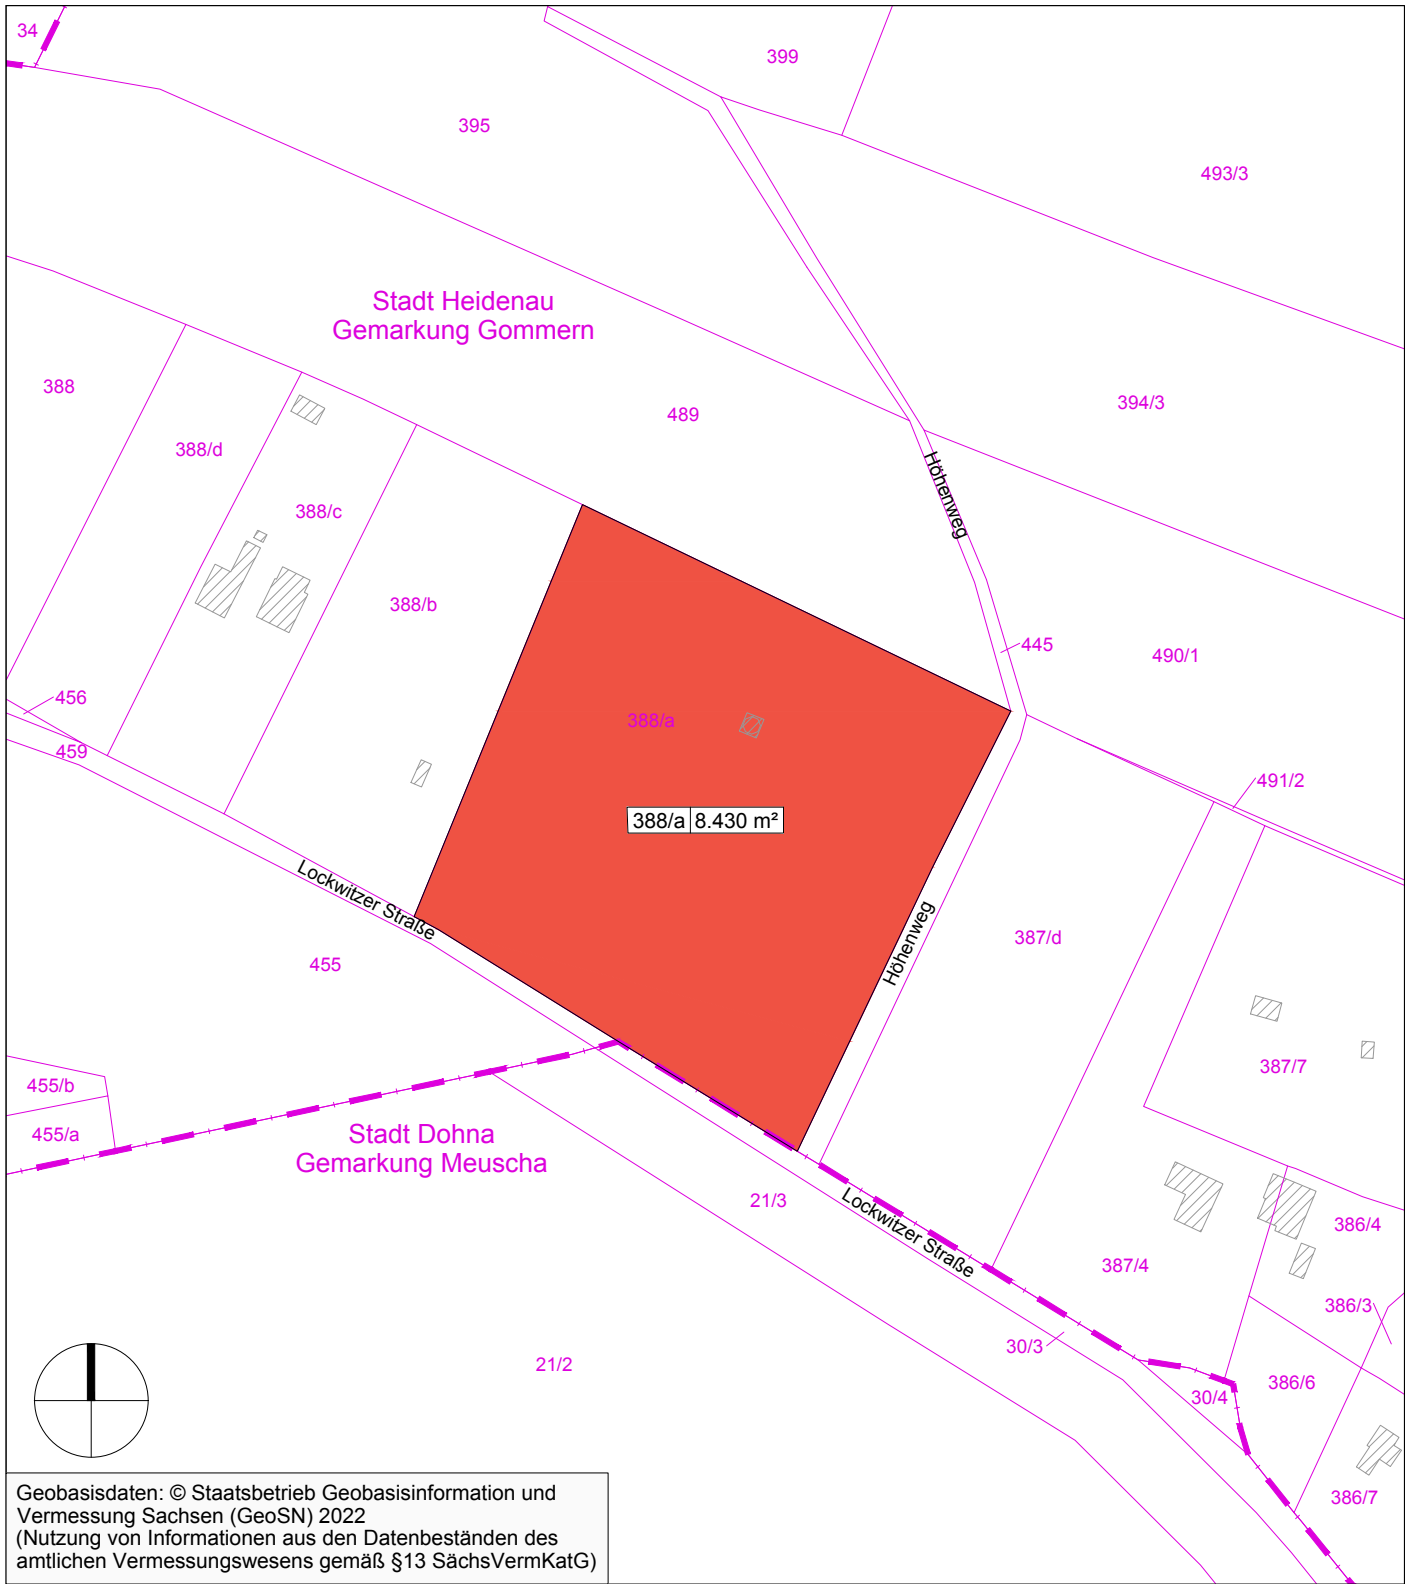 34
399
395
493/3
Stadt Heidenau
Gemarkung Gommern
388
394/3
489
388/d
Höhenweg
388/c
388/b
445
490/1
456
388/a
459
491/2
388/a 8.430 m²
Lockwitzer Straße
Höhenweg
387/d
455
387/7
455/b
455/a
Stadt Dohna
Gemarkung Meuscha
21/3
Lockwitzer Straße
386/4
387/4
386/3
30/3
21/2
386/6
30/4
386/7
Geobasisdaten: © Staatsbetrieb Geobasisinformation und
Vermessung Sachsen (GeoSN) 2022
(Nutzung von Informationen aus den Datenbeständen des
amtlichen Vermessungswesens gemäß §13 SächsVermKatG)